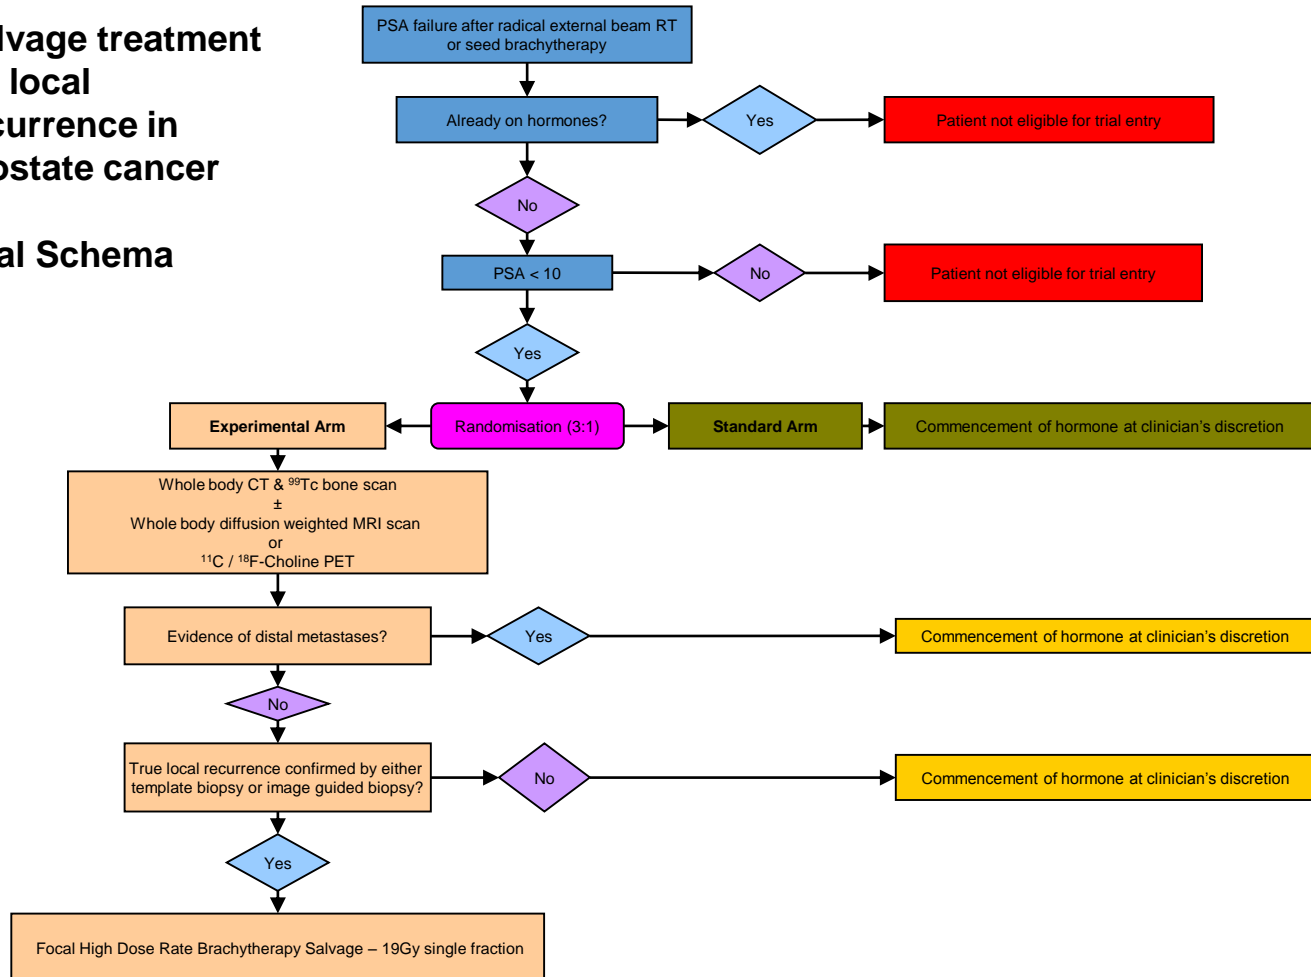 lvage treatment
local
currence in
ostate cancer
al Schema
PSA failure after radical external beam RT
or seed brachytherapy
Already on hormones?
Yes
Patient not eligible for trial entry
No
PSA < 10
No
Patient not eligible for trial entry
Yes
Experimental Arm
Randomisation (3:1)
Standard Arm
Commencement of hormone at clinician's discretion
Whole body CT & ⁹⁹Tc bone scan
±
Whole body diffusion weighted MRI scan
or
¹¹C / ¹⁸F-Choline PET
Evidence of distal metastases?
Yes
Commencement of hormone at clinician's discretion
No
True local recurrence confirmed by either
template biopsy or image guided biopsy?
No
Commencement of hormone at clinician's discretion
Yes
Focal High Dose Rate Brachytherapy Salvage – 19Gy single fraction